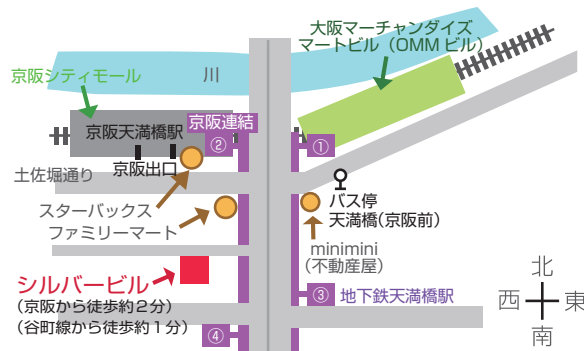 大阪マーチャンダイズ
マートビル（OMM ビル）
京阪シティモール
川
京阪連結
京阪天満橋駅
②
①
京阪出口
土佐堀通り
スターバックス
ファミリーマート
バス停
天満橋(京阪前)
minimini
（不動産屋）
シルバービル
（京阪から徒歩約２分）
（谷町線から徒歩約１分）
③
地下鉄天満橋駅
④
北
西
東
南